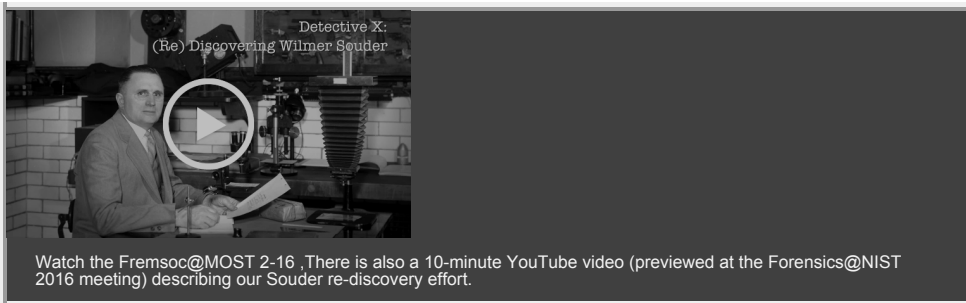 Detective X:
(Re) Discovering Wilmer Souder
Watch the Fremsoc@MOST 2-16 ,There is also a 10-minute YouTube video (previewed at the Forensics@NIST
2016 meeting) describing our Souder re-discovery effort.